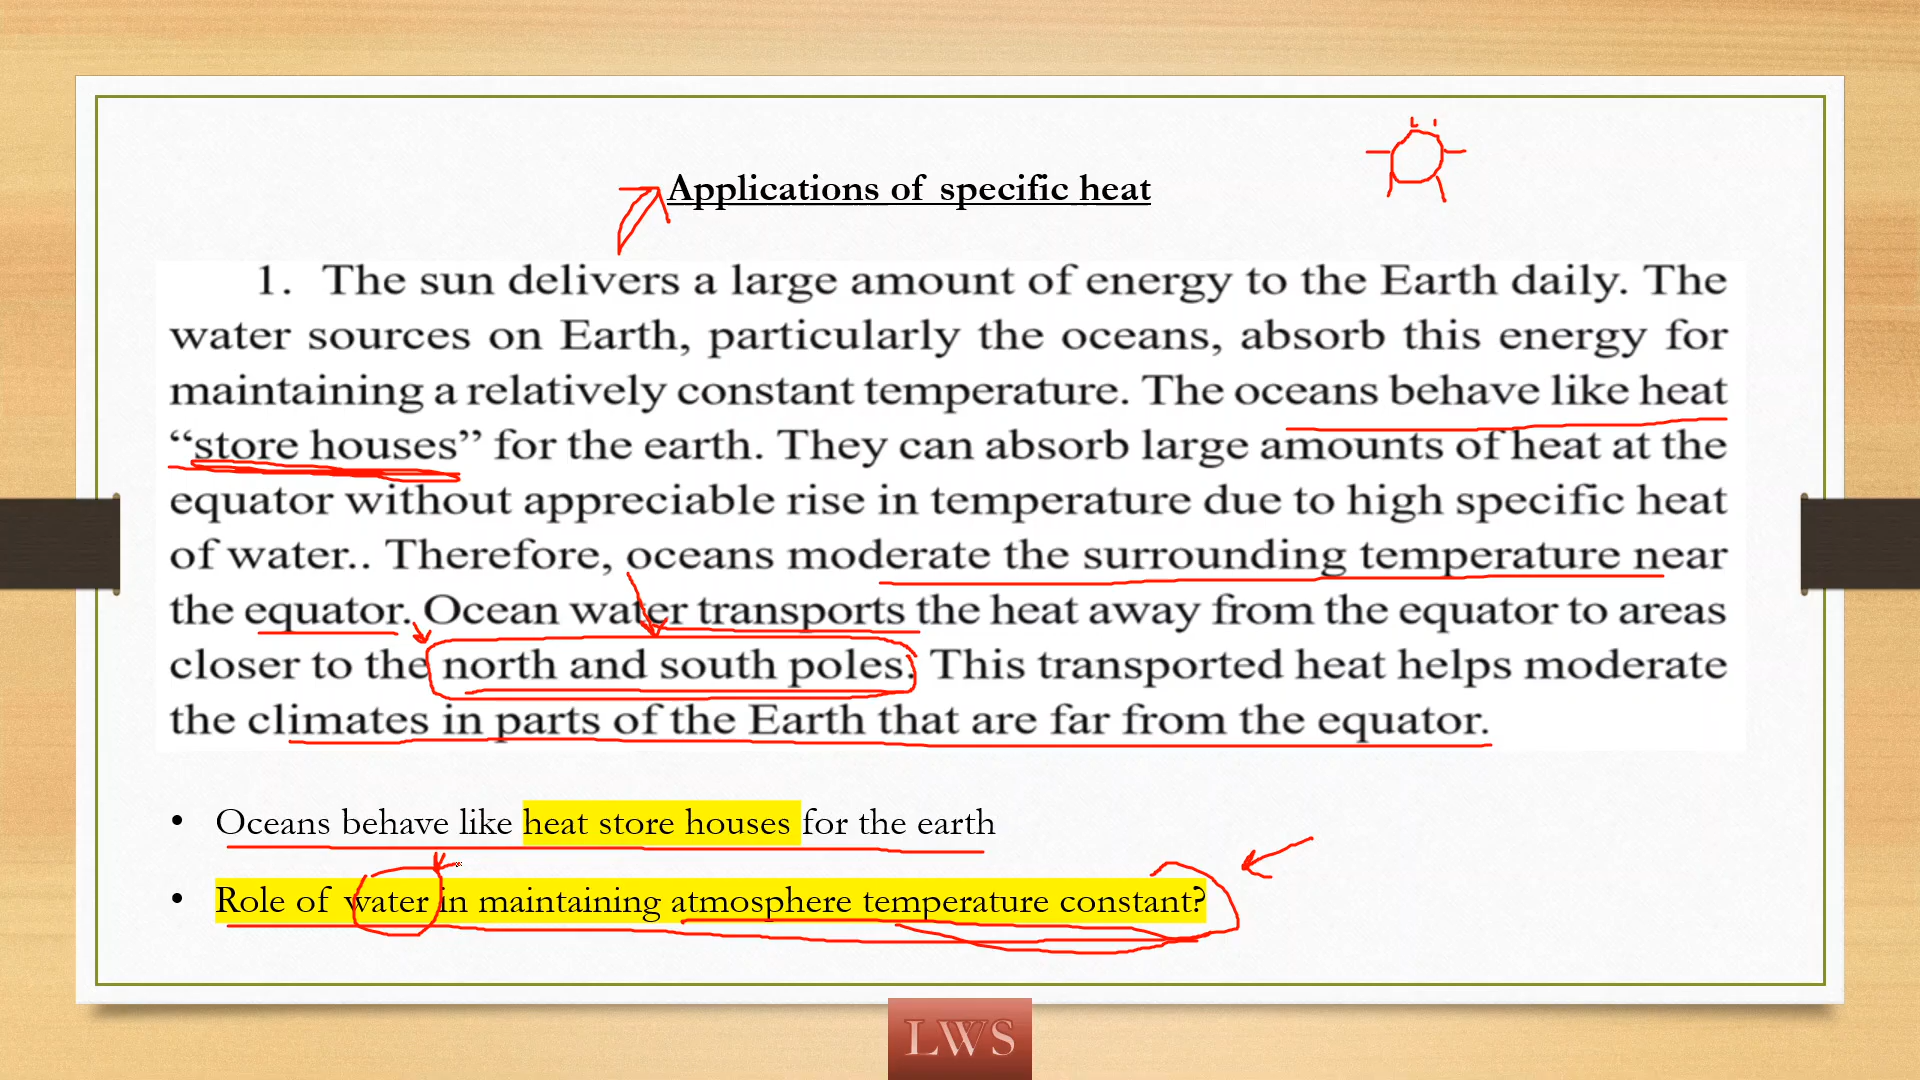 Applications of specific heat
1. The sun delivers a large amount of energy to the Earth daily. The
water sources on Earth, particularly the oceans, absorb this energy for
maintaining a relatively constant temperature. The oceans behave like heat
“store houses” for the earth. They can absorb large amounts of heat at the
equator without appreciable rise in temperature due to high specific heat
of water.. Therefore, oceans moderate the surrounding temperature near
the equator. Ocean water transports the heat away from the equator to areas
closer to the north and south poles. This transported heat helps moderate
the climates in parts of the Earth that are far from the equator.
• Oceans behave like heat store houses for the earth
• Role of water in maintaining atmosphere temperature constant?
LWS